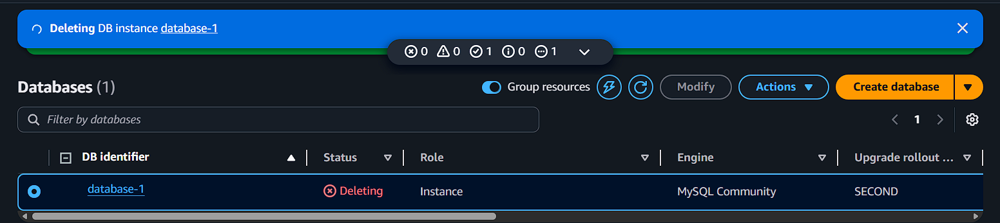 Deleting DB instance database-1
0 0 1 0 1
Databases (1)
Group resources
Modify
Actions
Create database
Filter by databases
1
DB identifier Status Role Engine Upgrade rollout ...
database-1 Deleting Instance MySQL Community SECOND